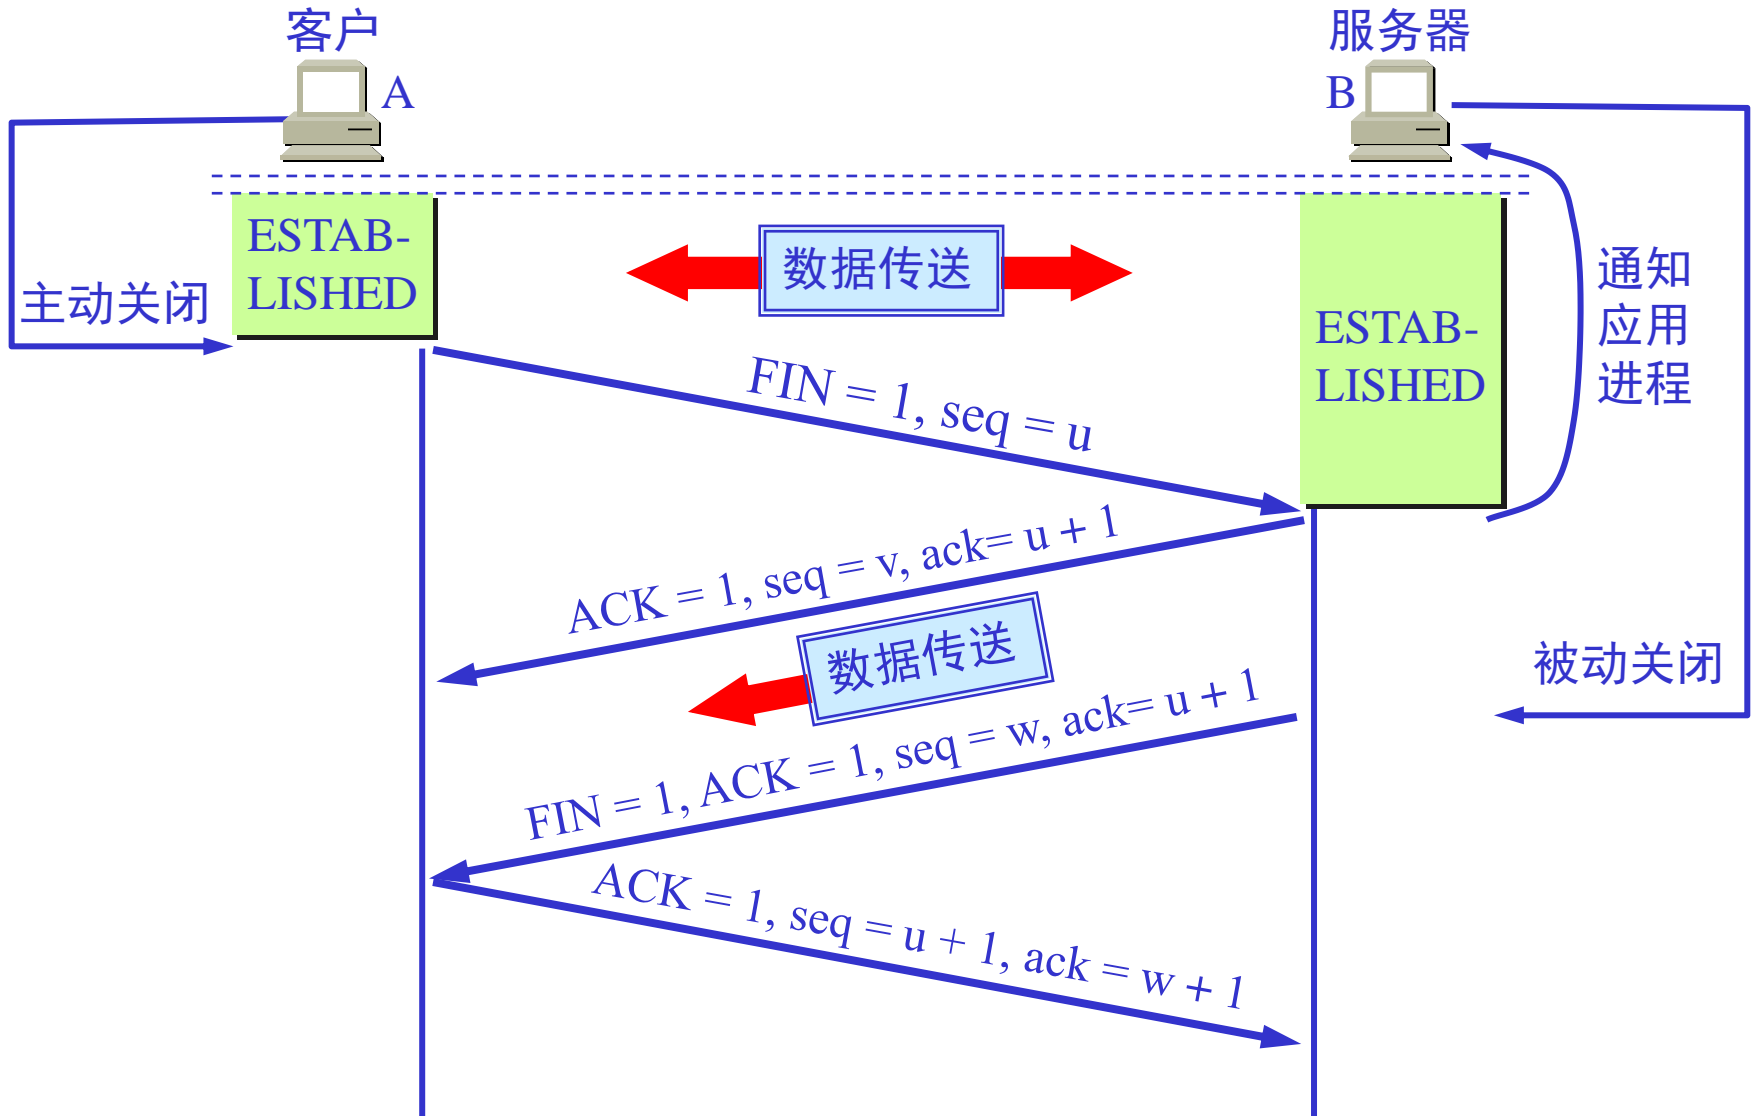 客户
服务器
A
B
ESTAB-
LISHED
数据传送
主动关闭
ESTAB-
LISHED
通知
应用
进程
FIN = 1, seq = u
ACK = 1, seq = v, ack= u + 1
数据传送
被动关闭
FIN = 1, ACK = 1, seq = w, ack= u + 1
ACK = 1, seq = u + 1, ack = w + 1